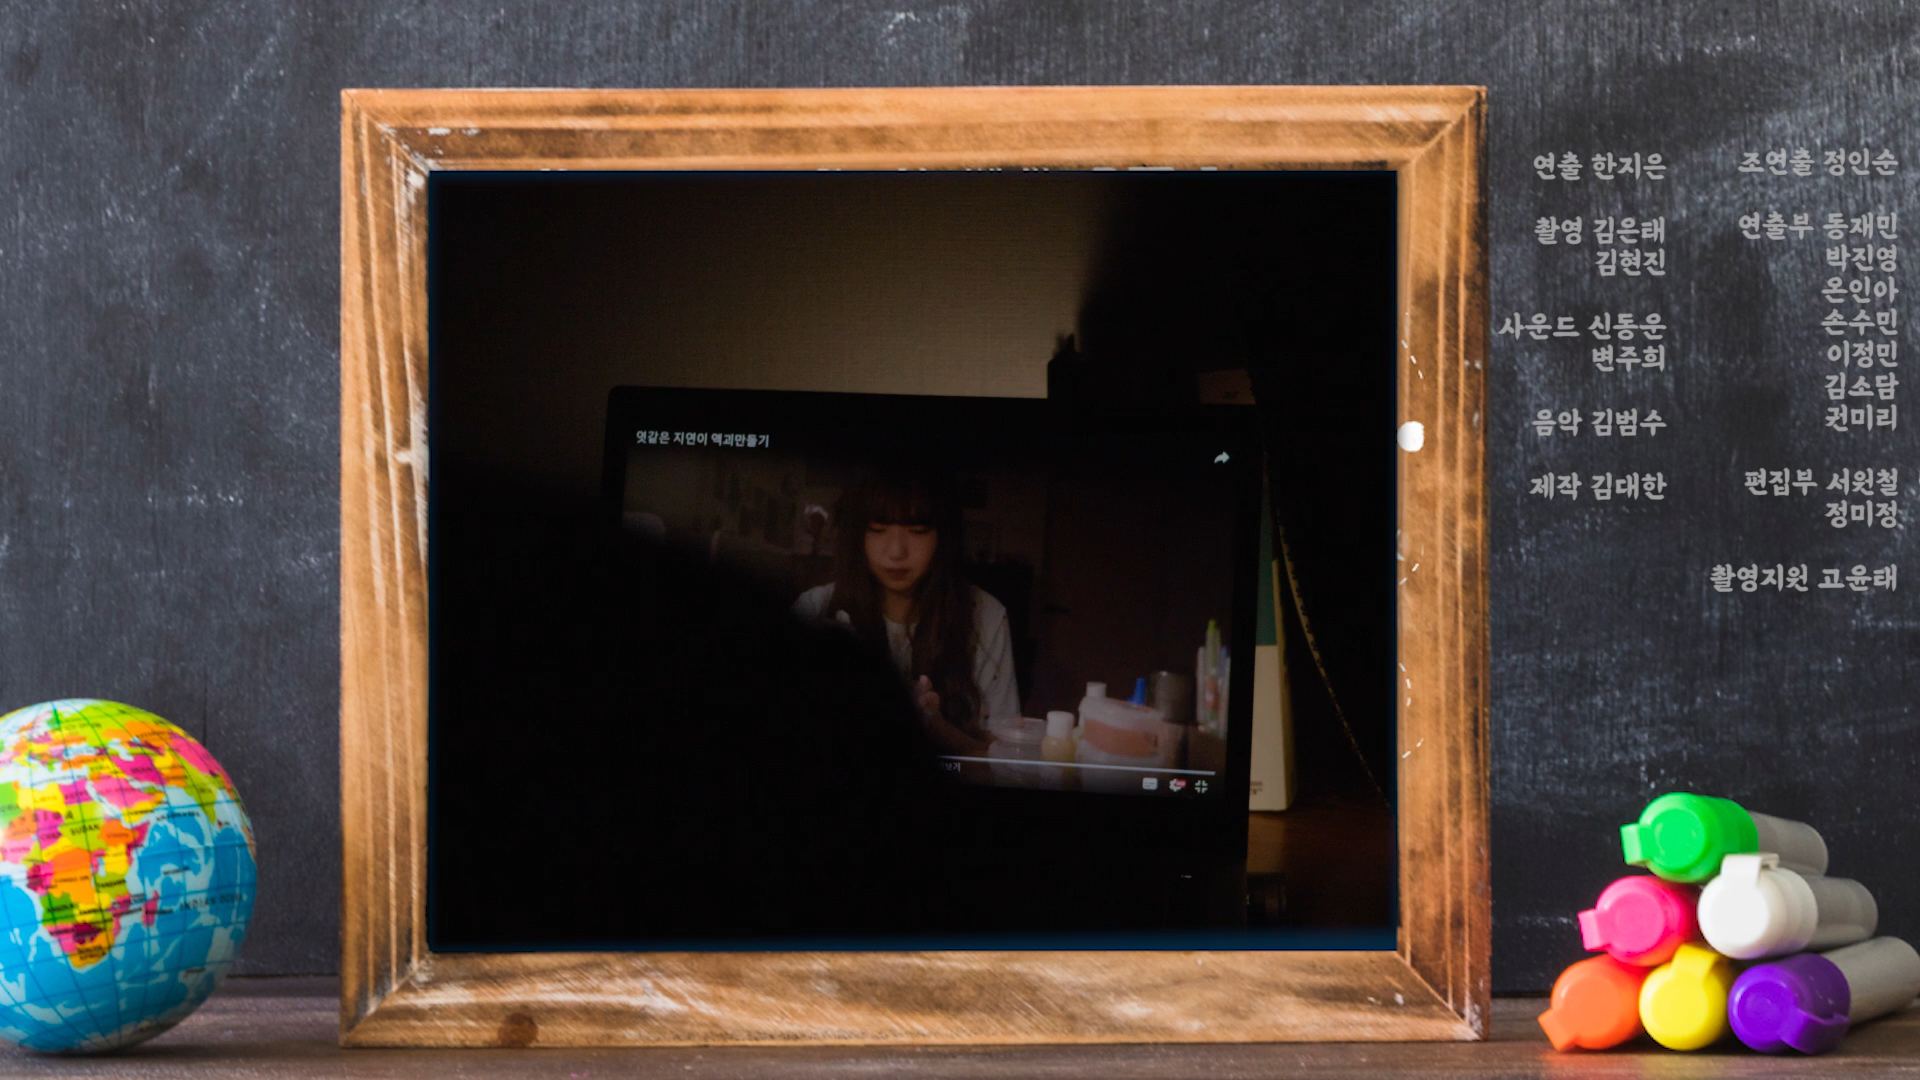 엿같은 지연이 액괴만들기
연출 한지은
촬영 김은태
김현진
사운드 신동운
변주희
음악 김범수
제작 김대한
조연출 정인순
연출부 동재민
박진영
온인아
손수민
이정민
김소담
권미리
편집부 서원철
정미정
촬영지원 고윤태